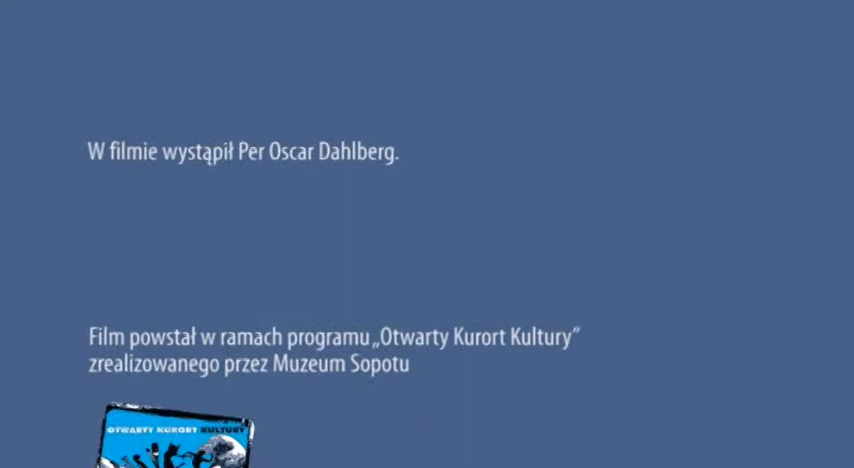 W filmie wystąpił Per Oscar Dahlberg.
Film powstał w ramach programu „Otwarty Kurort Kultury”
zrealizowanego przez Muzeum Sopotu
OTWARTY KURORT KULTURY